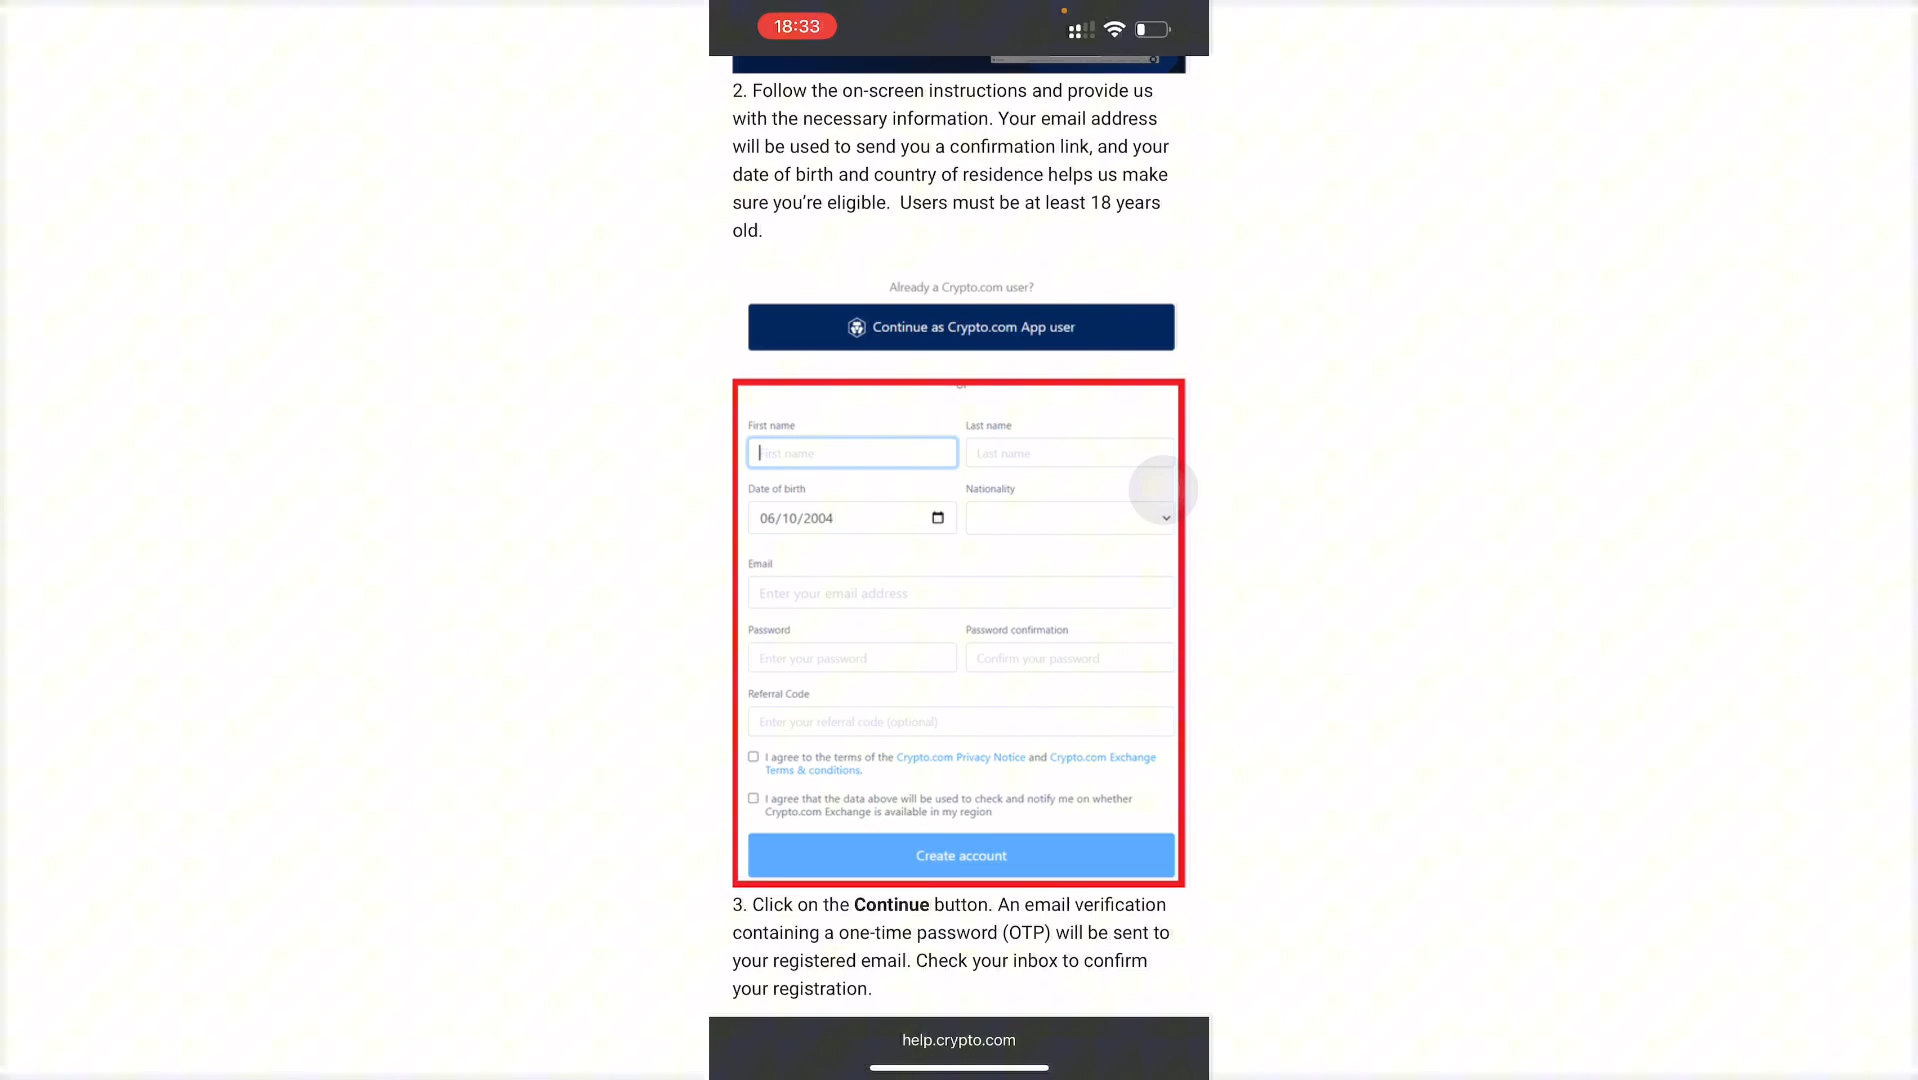 18:33
2. Follow the on-screen instructions and provide us
with the necessary information. Your email address
will be used to send you a confirmation link, and your
date of birth and country of residence helps us make
sure you’re eligible.  Users must be at least 18 years
old.
Already a Crypto.com user?
Continue as Crypto.com App user
First name
Last name
First name
Last name
Date of birth
Nationality
06/10/2004
Email
Enter your email address
Password
Password confirmation
Enter your password
Confirm your password
Referral Code
Enter your referral code (optional)
I agree to the terms of the Crypto.com Privacy Notice and Crypto.com Exchange
Terms & conditions.
I agree that the data above will be used to check and notify me on whether
Crypto.com Exchange is available in my region
Create account
3. Click on the Continue button. An email verification
containing a one-time password (OTP) will be sent to
your registered email. Check your inbox to confirm
your registration.
help.crypto.com